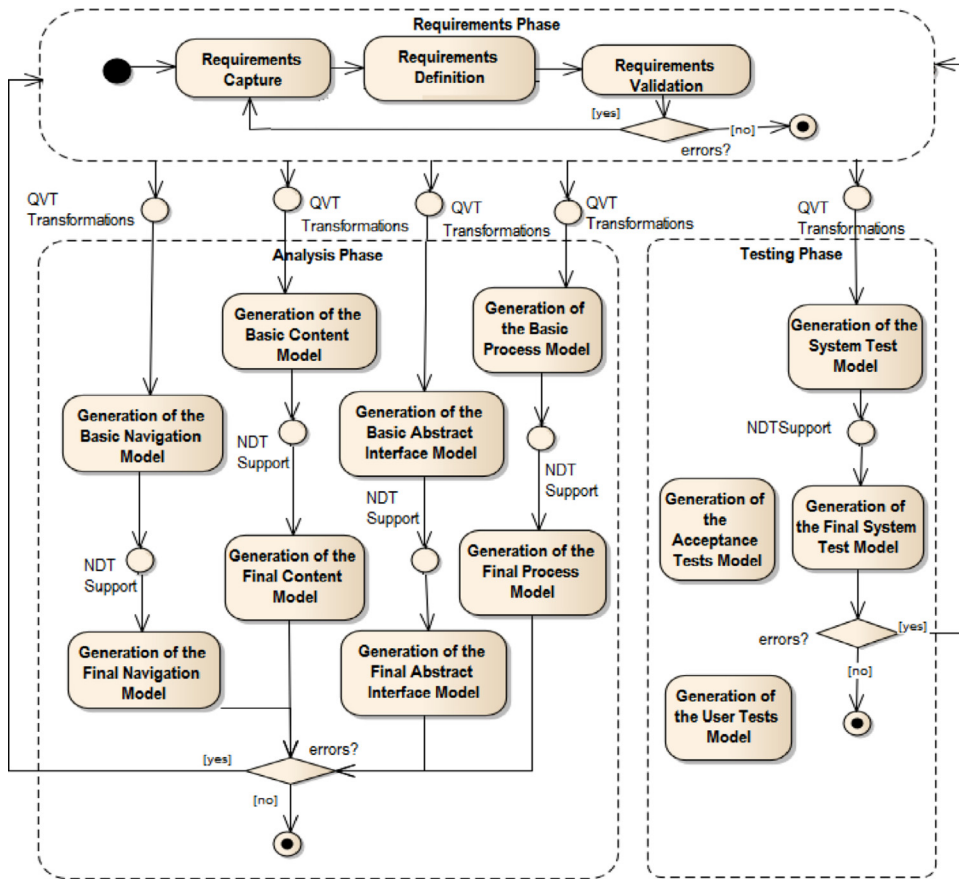 Requirements Phase
Requirements
Capture
Requirements
Definition
Requirements
Validation
[yes]
[no]
errors?
QVT
Transformations
QVT
Transformations
QVT
Transformations
QVT
Transformations
QVT
Transformations
Analysis Phase
Generation of the
Basic Content
Model
Generation of
the Basic
Process Model
Generation of the
Basic Navigation
Model
Generation of the
Basic Abstract
Interface Model
NDT
Support
NDT
Support
NDT
Support
NDT
Support
Generation of the
Final Content
Model
Generation of the
Final Process
Model
Generation of the
Final Navigation
Model
Generation of the
Final Abstract
Interface Model
errors?
[yes]
[no]
Testing Phase
Generation of the
System Test
Model
NDTSupport
Generation of
the
Acceptance
Tests Model
Generation of
the Final System
Test Model
errors?
[yes]
[no]
Generation of
the User Tests
Model